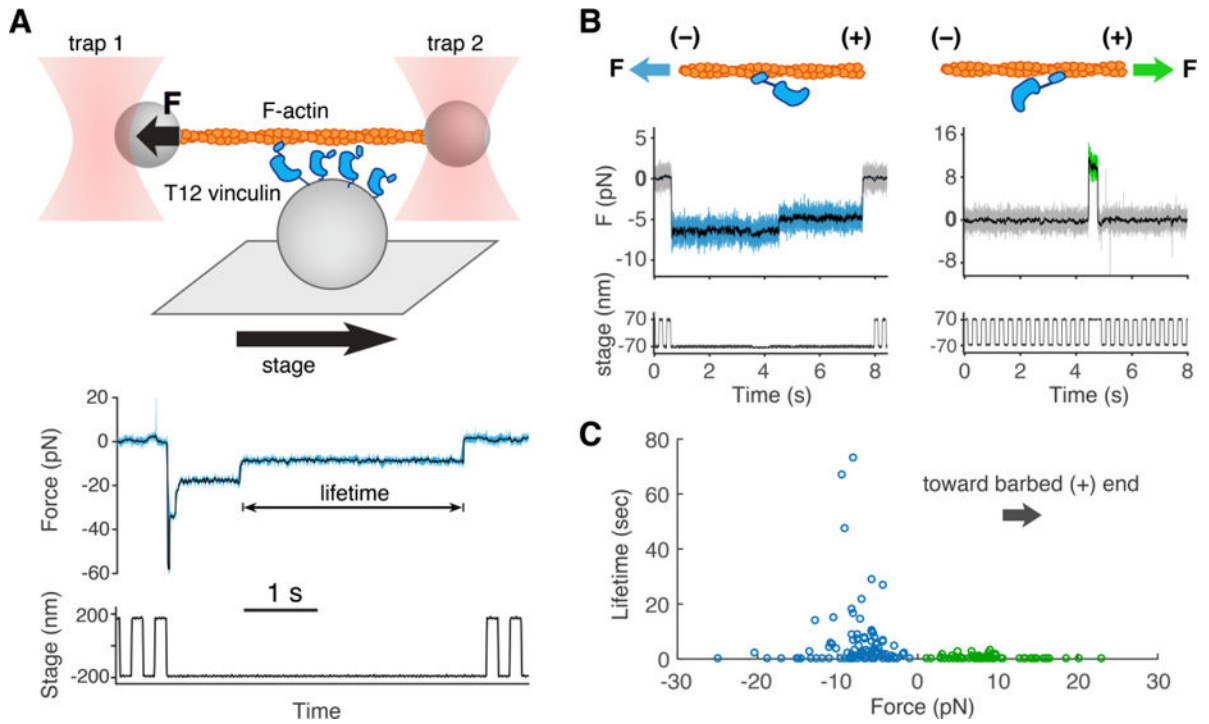 A
trap 1
trap 2
F
F-actin
T12 vinculin
stage
20
0
-20
-40
-60
Force (pN)
lifetime
1 s
200
-200
Stage (nm)
Time
B
(−)
(+)
F
(−)
(+)
F
0
-5
-10
F (pN)
16
8
0
-8
70
-70
stage (nm)
0
2
4
6
8
Time (s)
70
-70
0
2
4
6
8
Time (s)
C
80
60
40
20
0
Lifetime (sec)
toward barbed (+) end
-30
-20
-10
0
10
20
30
Force (pN)